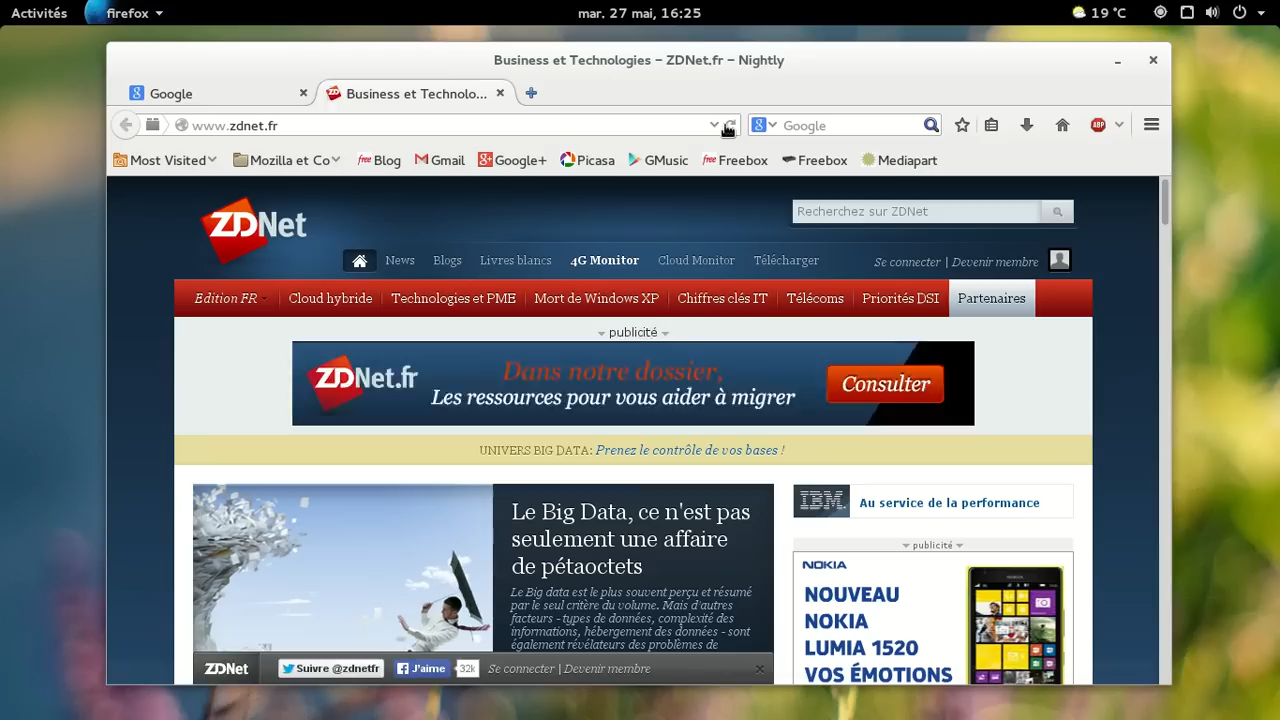 Activités firefox mar. 27 mai, 16:25 19 °C
Business et Technologies – ZDNet.fr – Nightly
Google Business et Technolo...
www.zdnet.fr Google ABP
Most Visited Mozilla et Co free Blog Gmail Google+ Picasa GMusic free Freebox Freebox Mediapart
ZDNet
Recherchez sur ZDNet
News Blogs Livres blancs 4G Monitor Cloud Monitor Télécharger Se connecter | Devenir membre
Edition FR Cloud hybride Technologies et PME Mort de Windows XP Chiffres clés IT Télécoms Priorités DSI Partenaires
publicité
ZDNet.fr
Dans notre dossier,
Les ressources pour vous aider à migrer
Consulter
UNIVERS BIG DATA: Prenez le contrôle de vos bases !
Le Big Data, ce n'est pas
seulement une affaire
de pétaoctets
Le Big data est le plus souvent perçu et résumé
par le seul critère du volume. Mais d'autres
facteurs - types de données, complexité des
informations, hébergement des données - sont
également révélateurs des problèmes de
IBM. Au service de la performance
publicité
NOKIA
NOUVEAU
NOKIA
LUMIA 1520
VOS ÉMOTIONS
NOKIA
ZDNet Suivre @zdnetfr J'aime 32k Se connecter | Devenir membre